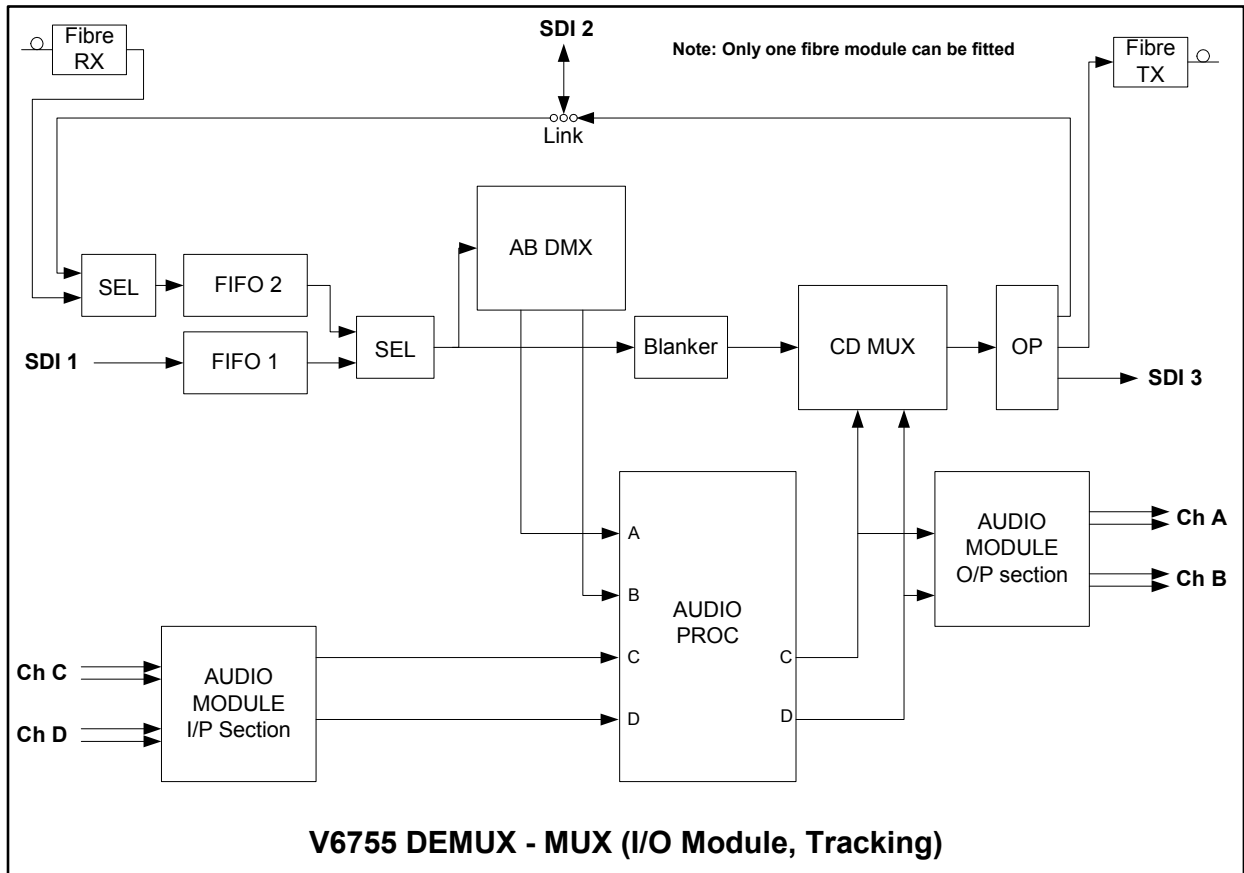 Fibre
RX
SDI 2
Note: Only one fibre module can be fitted
Fibre
TX
Link
AB DMX
SEL
FIFO 2
SDI 1
FIFO 1
SEL
Blanker
CD MUX
OP
SDI 3
A
B
C
D
AUDIO
PROC
C
D
AUDIO
MODULE
O/P section
Ch A
Ch B
Ch C
Ch D
AUDIO
MODULE
I/P Section
V6755 DEMUX - MUX (I/O Module, Tracking)